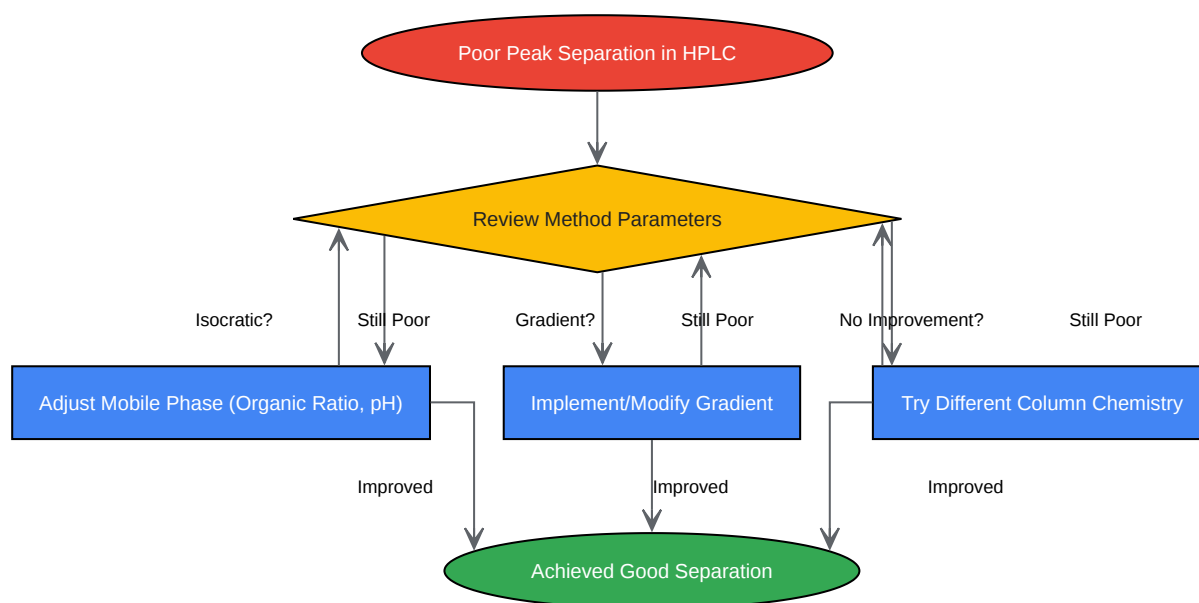 Poor Peak Separation in HPLC
Review Method Parameters
Isocratic?
Still Poor
Gradient?
Still Poor
No Improvement?
Still Poor
Adjust Mobile Phase (Organic Ratio, pH)
Implement/Modify Gradient
Try Different Column Chemistry
Improved
Improved
Improved
Achieved Good Separation